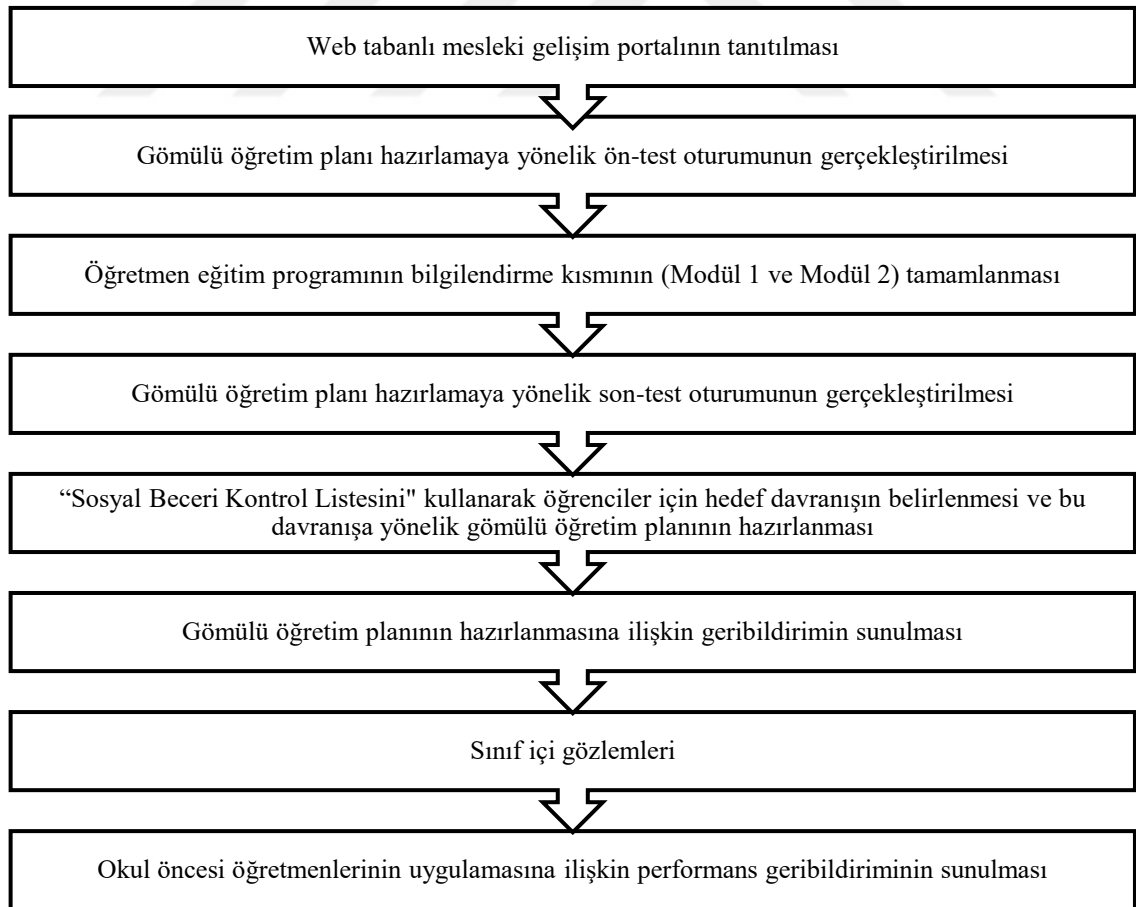 Web tabanlı mesleki gelişim portalının tanıtılması
Gömülü öğretim planı hazırlamaya yönelik ön-test oturumunun gerçekleştirilmesi
Öğretmen eğitim programının bilgilendirme kısmının (Modül 1 ve Modül 2) tamamlanması
Gömülü öğretim planı hazırlamaya yönelik son-test oturumunun gerçekleştirilmesi
“Sosyal Beceri Kontrol Listesini" kullanarak öğrenciler için hedef davranışın belirlenmesi ve bu
davranışa yönelik gömülü öğretim planının hazırlanması
Gömülü öğretim planının hazırlanmasına ilişkin geribildirimin sunulması
Sınıf içi gözlemleri
Okul öncesi öğretmenlerinin uygulamasına ilişkin performans geribildiriminin sunulması